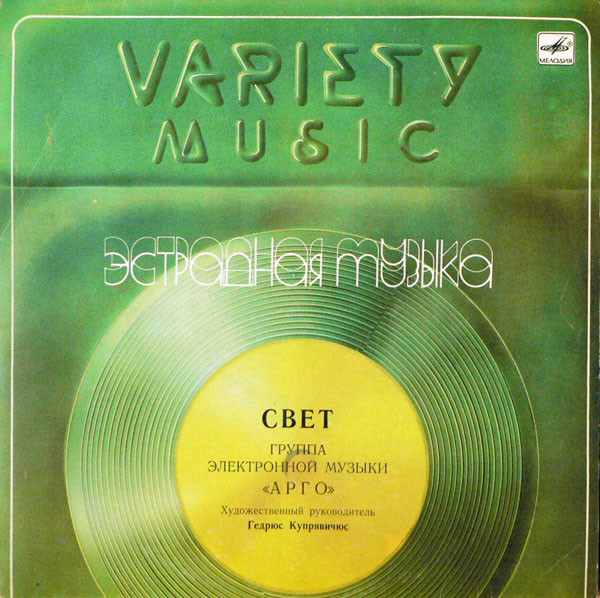 VARIETY
MUSIC
МЕЛОДИЯ
ЭСТРАДНАЯ МУЗЫКА
СВЕТ
ГРУППА
ЭЛЕКТРОННОЙ МУЗЫКИ
«АРГО»
Художественный руководитель
Гедрюс Купрявичюс